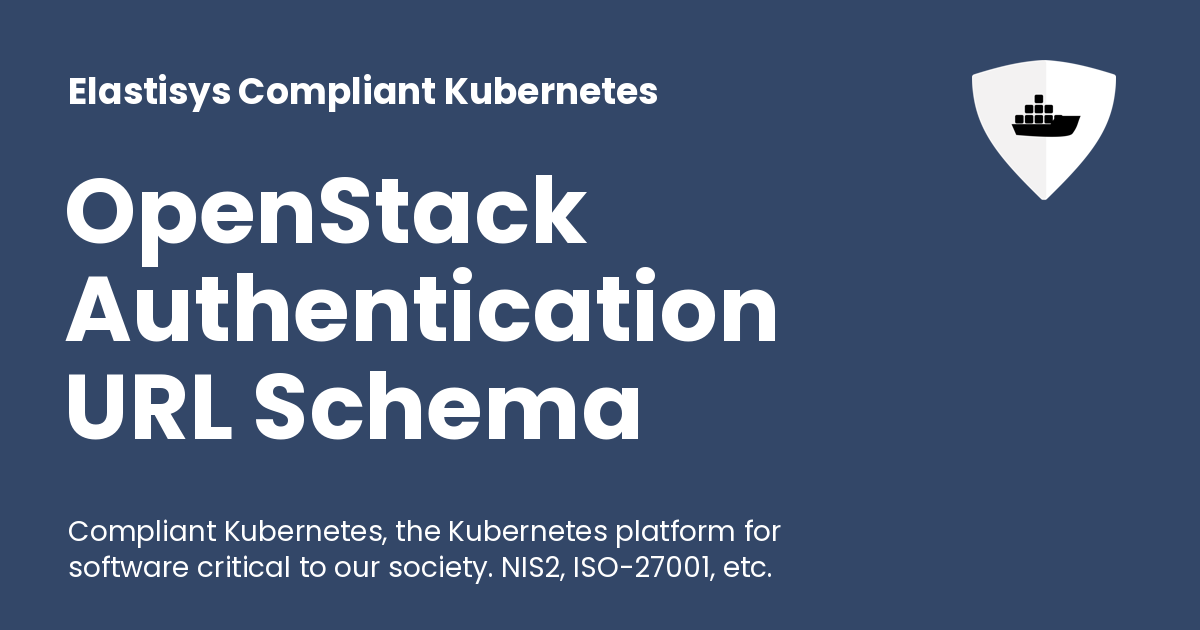 Elastisys Compliant Kubernetes
OpenStack
Authentication
URL Schema
Compliant Kubernetes, the Kubernetes platform for
software critical to our society. NIS2, ISO-27001, etc.